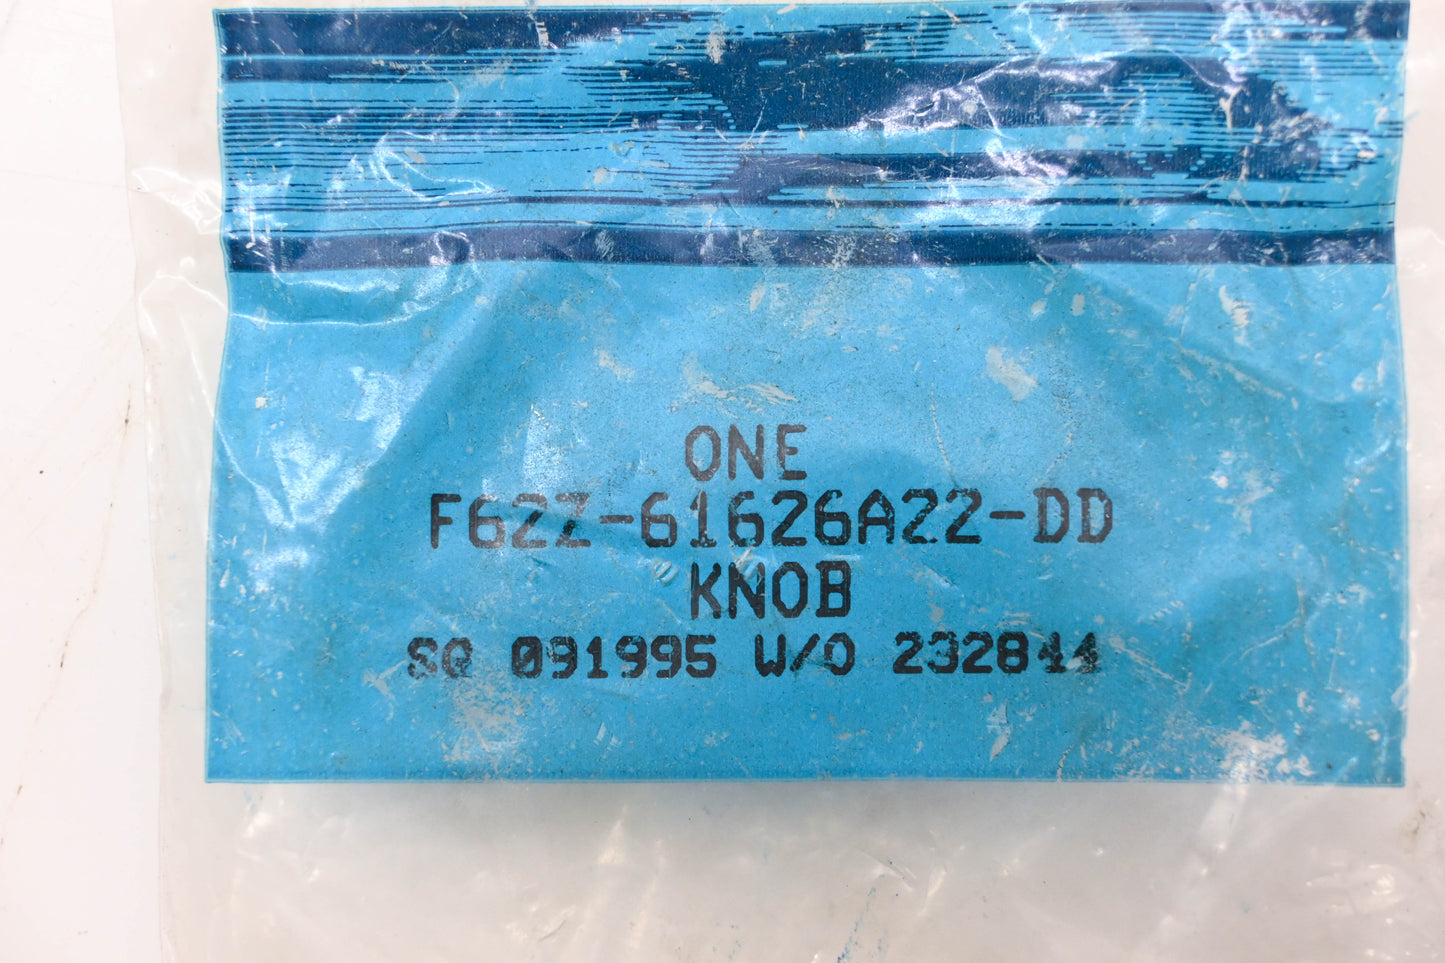 ONE
F62Z-61626A22-DD
KNOB
SQ 091995 W/O 232844